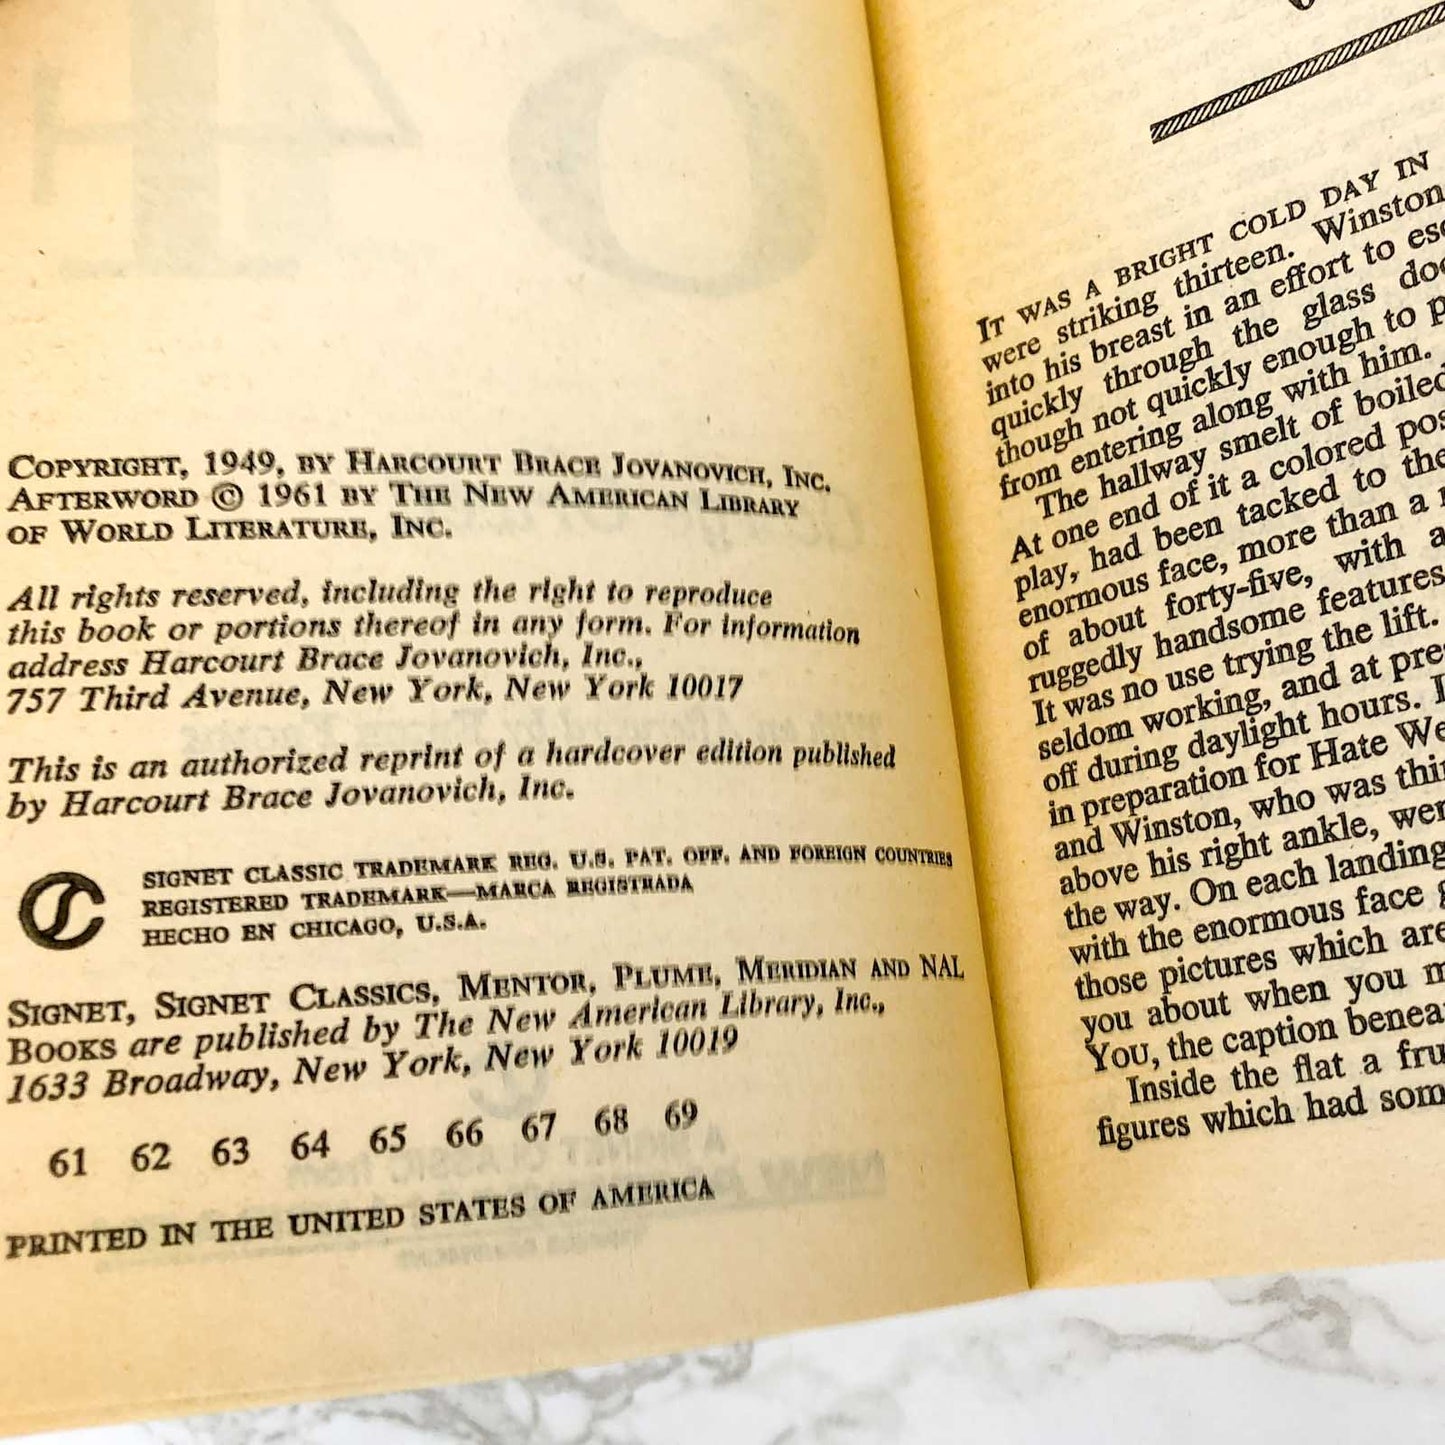 COPYRIGHT, 1949, BY HARCOURT BRACE JOVANOVICH, INC.
AFTERWORD © 1961 BY THE NEW AMERICAN LIBRARY
OF WORLD LITERATURE, INC.
All rights reserved, including the right to reproduce
this book or portions thereof in any form. For information
address Harcourt Brace Jovanovich, Inc.,
757 Third Avenue, New York, New York 10017
This is an authorized reprint of a hardcover edition published
by Harcourt Brace Jovanovich, Inc.
SIGNET CLASSIC TRADEMARK REG. U.S. PAT. OFF. AND FOREIGN COUNTRIES
REGISTERED TRADEMARK—MARCA REGISTRADA
HECHO EN CHICAGO, U.S.A.
SIGNET, SIGNET CLASSICS, MENTOR, PLUME, MERIDIAN AND NAL
BOOKS are published by The New American Library, Inc.,
1633 Broadway, New York, New York 10019
61 62 63 64 65 66 67 68 69
PRINTED IN THE UNITED STATES OF AMERICA
IT WAS A BRIGHT COLD DAY IN
were striking thirteen. Winston
into his breast in an effort to esc
quickly through the glass doo
though not quickly enough to p
from entering along with him.
The hallway smelt of boiled
At one end of it a colored pos
play, had been tacked to the
enormous face, more than a
of about forty-five, with a
ruggedly handsome features
It was no use trying the lift.
seldom working, and at pre
off during daylight hours. I
in preparation for Hate We
and Winston, who was thir
above his right ankle, wer
the way. On each landing
with the enormous face g
those pictures which are
you about when you m
YOU, the caption benea
Inside the flat a fru
figures which had som